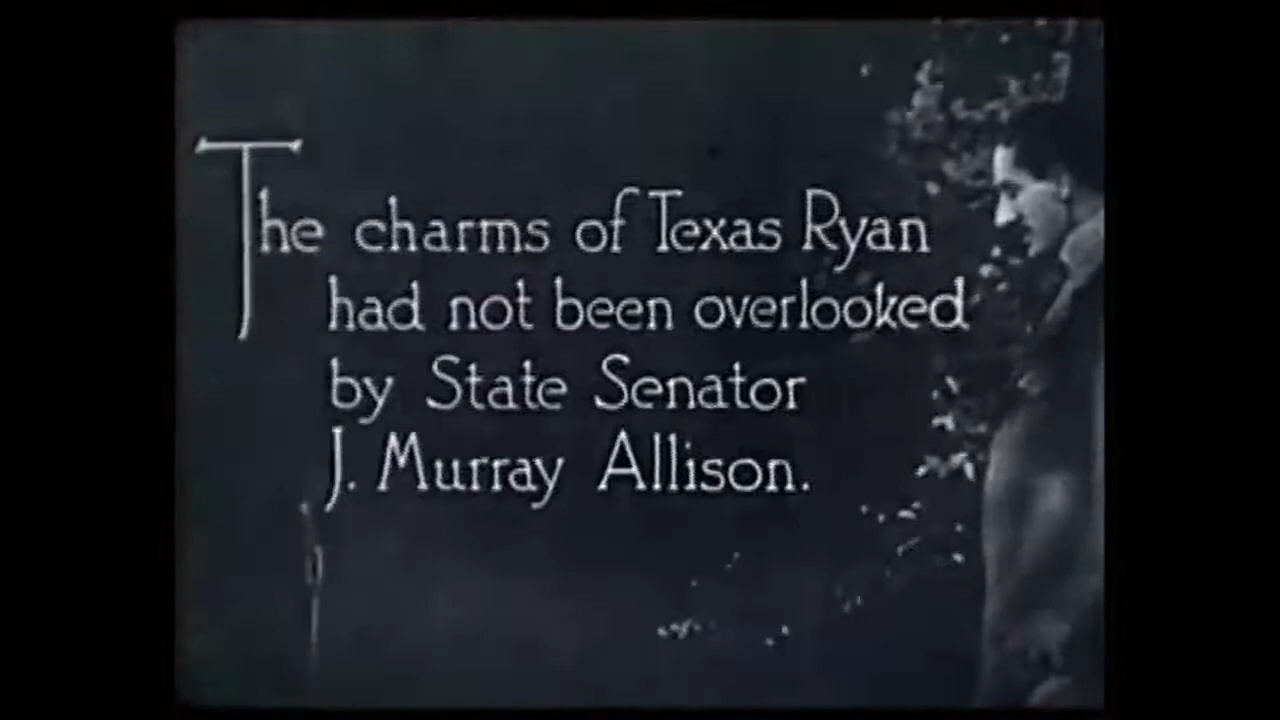 The charms of Texas Ryan
had not been overlooked
by State Senator
J. Murray Allison.